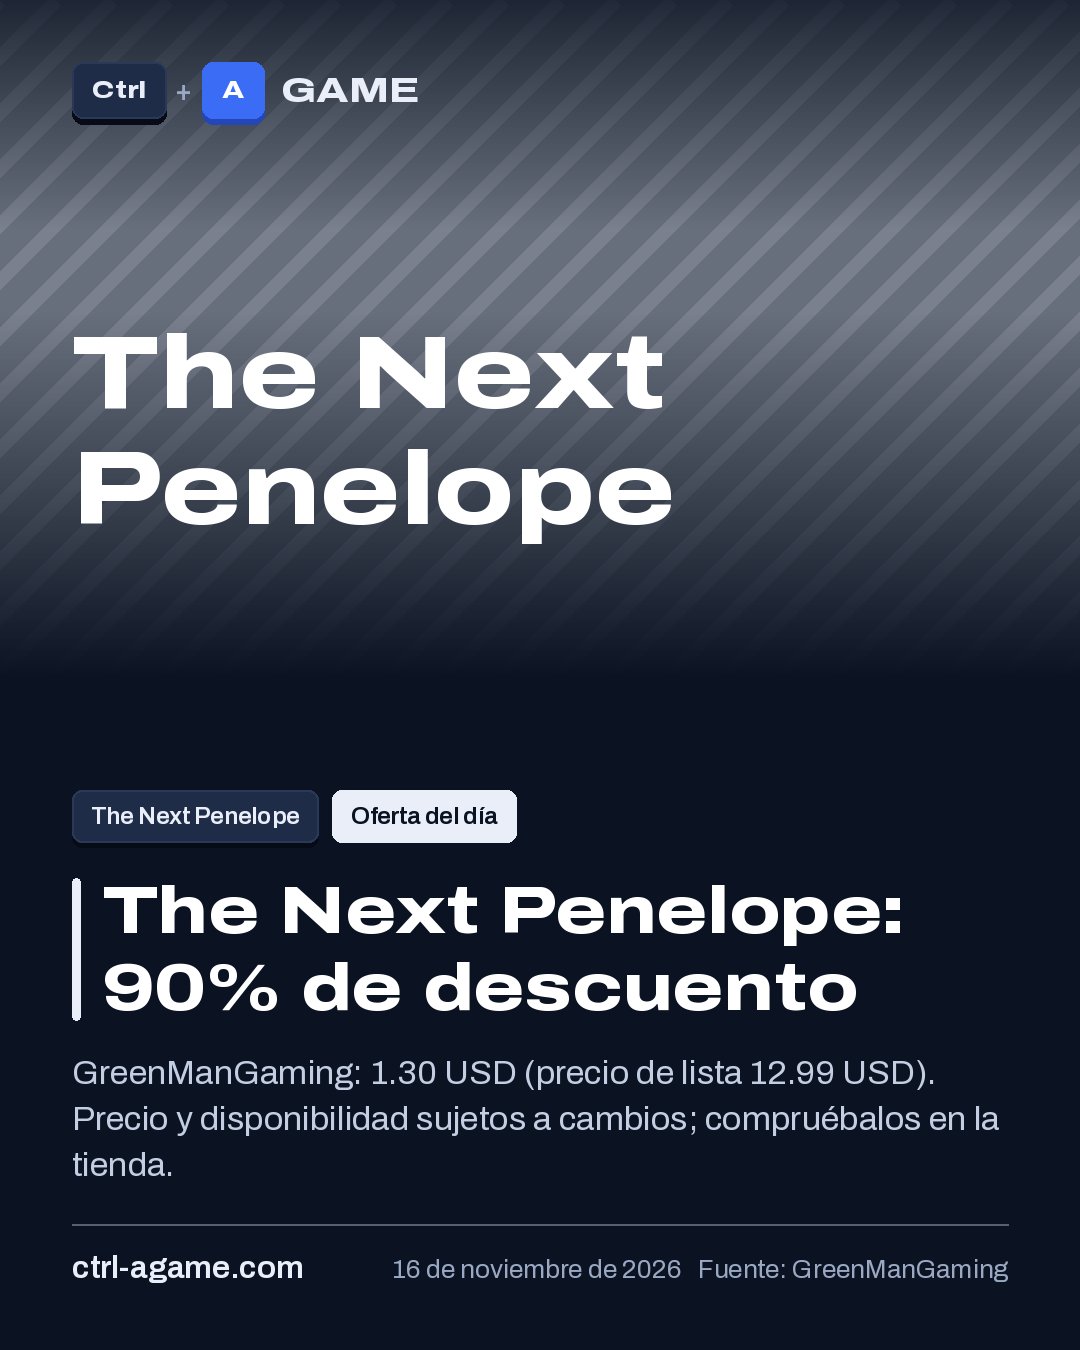 Ctrl + A GAME
The Next
Penelope
The Next Penelope
Oferta del día
The Next Penelope:
90% de descuento
GreenManGaming: 1.30 USD (precio de lista 12.99 USD).
Precio y disponibilidad sujetos a cambios; compruébalos en la
tienda.
ctrl-agame.com
16 de noviembre de 2026 Fuente: GreenManGaming